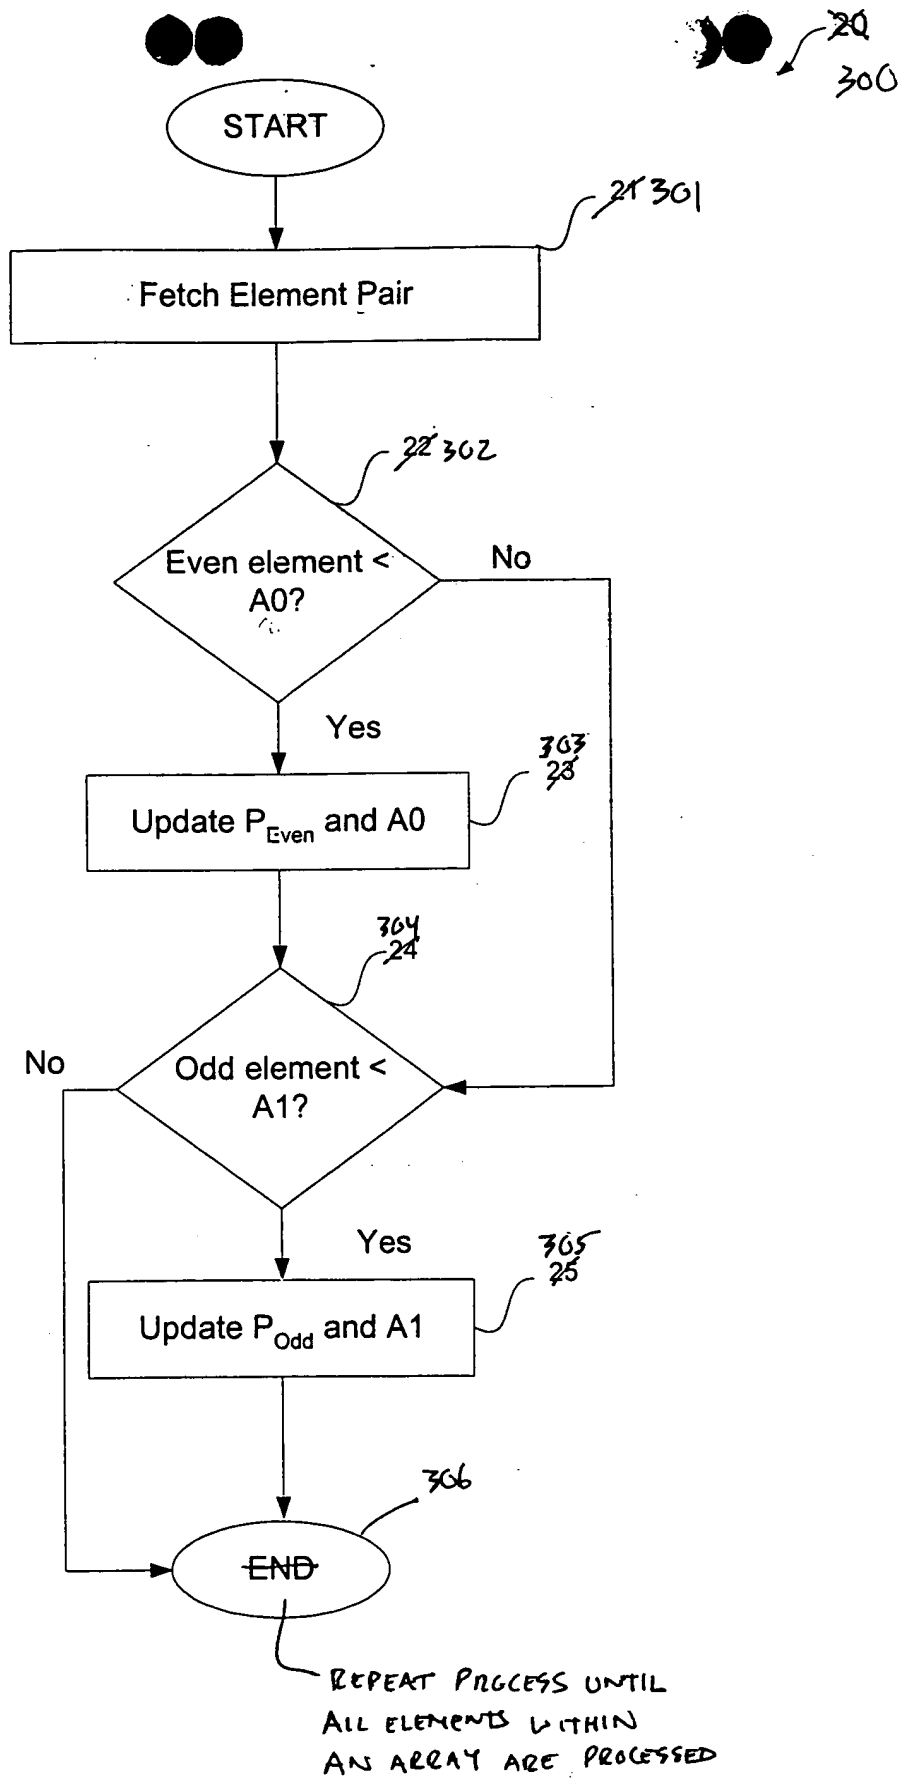 20
300
START
21 301
Fetch Element Pair
22 302
Even element <
A0?
No
Yes
303
23
Update P_Even and A0
304
24
No
Odd element <
A1?
Yes
305
25
Update P_Odd and A1
306
END
REPEAT PROCESS UNTIL
ALL ELEMENTS WITHIN
AN ARRAY ARE PROCESSED